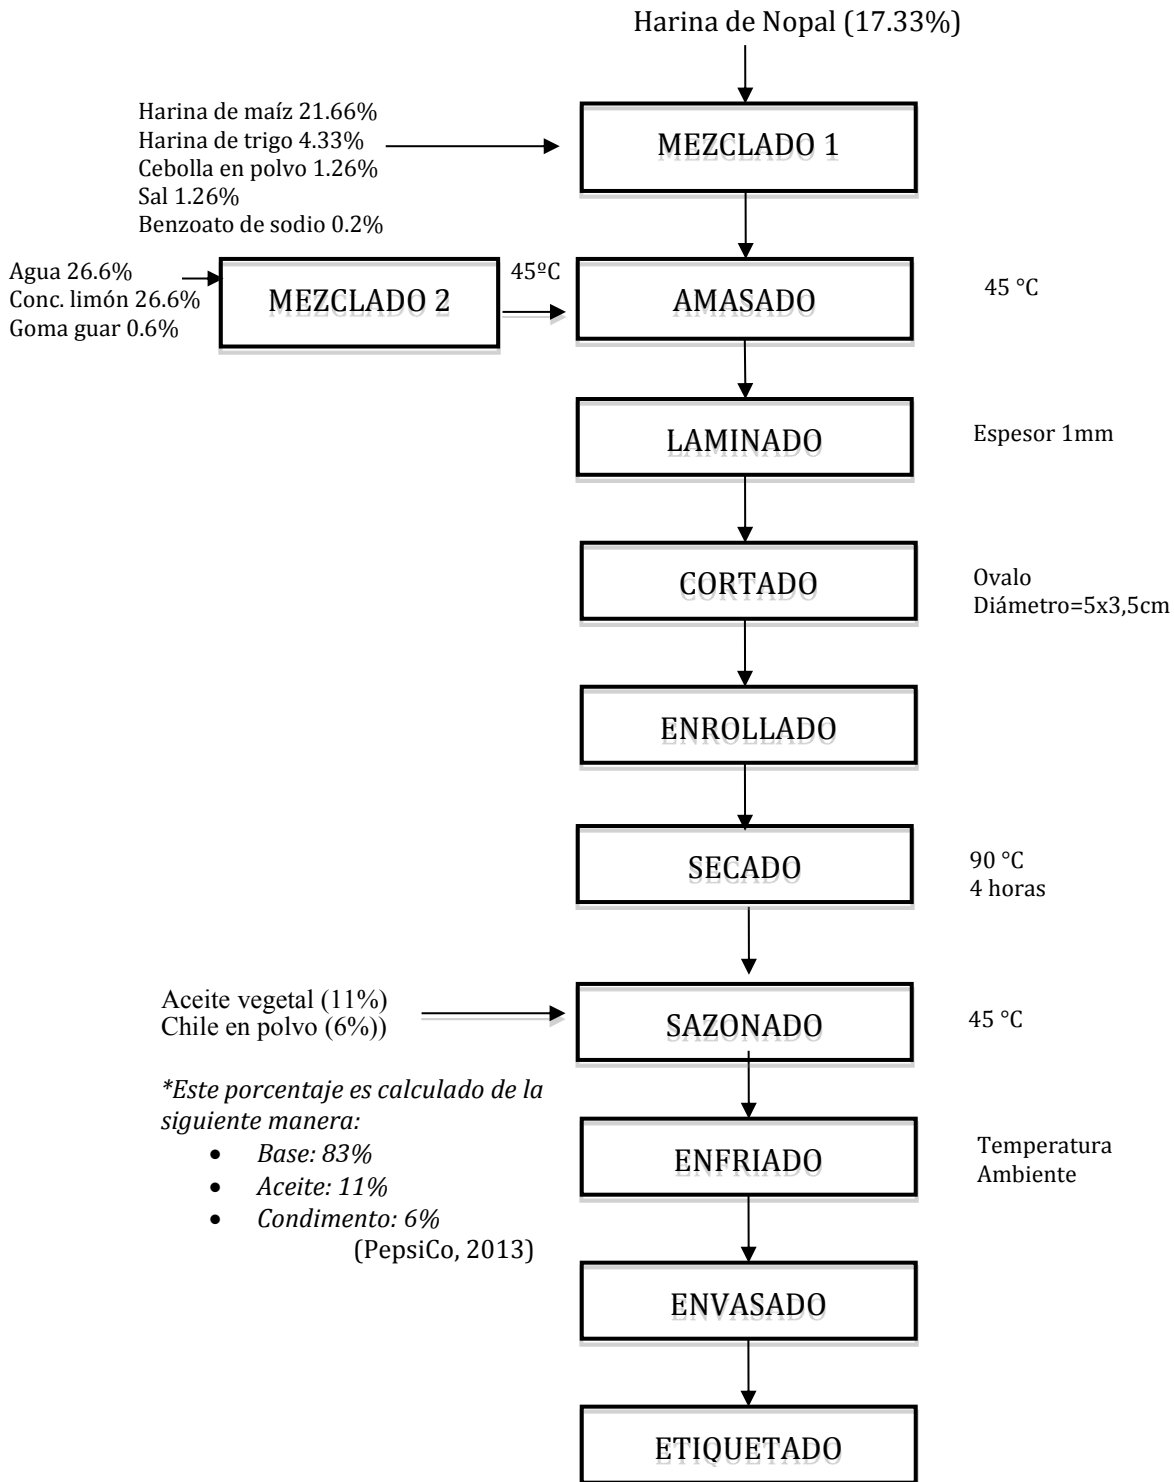 Harina de Nopal (17.33%)
Harina de maíz 21.66%
Harina de trigo 4.33%
Cebolla en polvo 1.26%
Sal 1.26%
Benzoato de sodio 0.2%
MEZCLADO 1
Agua 26.6%
Conc. limón 26.6%
Goma guar 0.6%
MEZCLADO 2
45ºC
AMASADO
45 °C
LAMINADO
Espesor 1mm
CORTADO
Ovalo
Diámetro=5x3,5cm
ENROLLADO
SECADO
90 °C
4 horas
Aceite vegetal (11%)
Chile en polvo (6%))
SAZONADO
45 °C
*Este porcentaje es calculado de la
siguiente manera:
• Base: 83%
• Aceite: 11%
• Condimento: 6%
(PepsiCo, 2013)
ENFRIADO
Temperatura
Ambiente
ENVASADO
ETIQUETADO